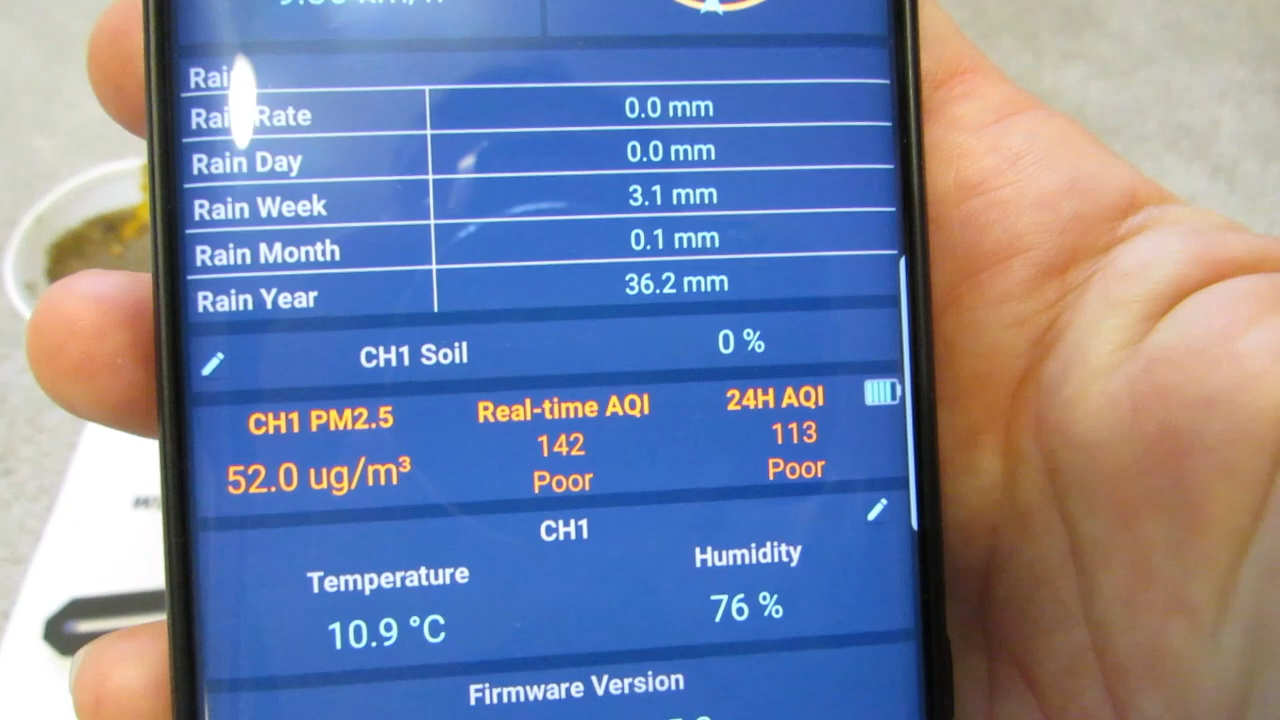 Rain Rate 0.0 mm
Rain Day 0.0 mm
Rain Week 3.1 mm
Rain Month 0.1 mm
Rain Year 36.2 mm
CH1 Soil 0 %
CH1 PM2.5 Real-time AQI 24H AQI
52.0 ug/m³ 142 113
Poor Poor
CH1
Temperature Humidity
10.9 °C 76 %
Firmware Version